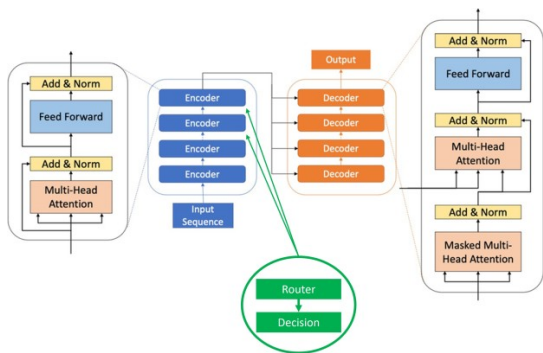 Add & Norm
Feed Forward
Add & Norm
Multi-Head
Attention
Encoder
Encoder
Encoder
Encoder
Input
Sequence
Output
Decoder
Decoder
Decoder
Decoder
Add & Norm
Feed Forward
Add & Norm
Multi-Head
Attention
Add & Norm
Masked Multi-
Head Attention
Router
Decision